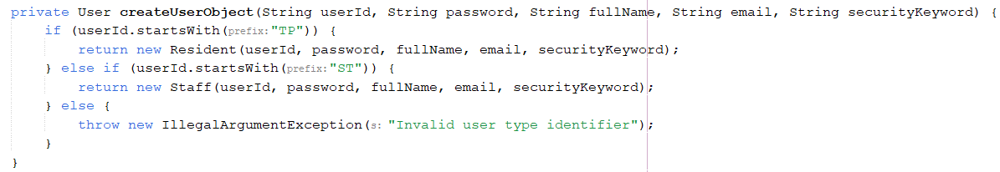 private User createUserObject(String userId, String password, String fullName, String email, String securityKeyword) {
    if (userId.startsWith(prefix: "TP")) {
        return new Resident(userId, password, fullName, email, securityKeyword);
    } else if (userId.startsWith(prefix: "ST")) {
        return new Staff(userId, password, fullName, email, securityKeyword);
    } else {
        throw new IllegalArgumentException(s: "Invalid user type identifier");
    }
}